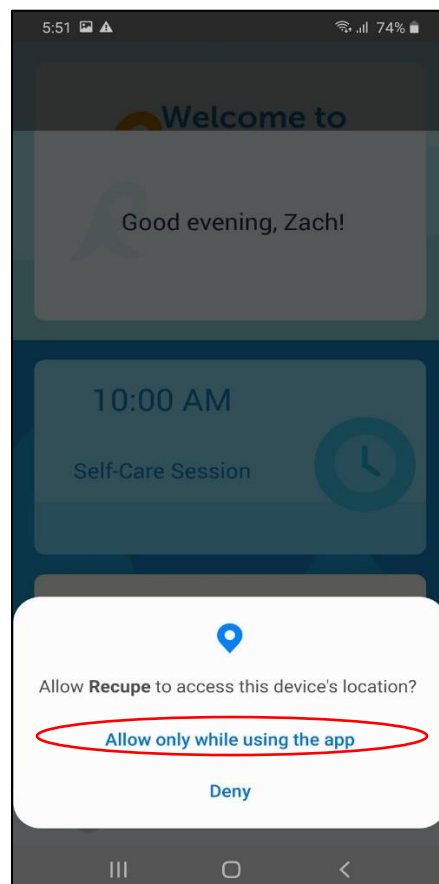 5:51 74%
Welcome to
Good evening, Zach!
10:00 AM
Self-Care Session
Allow Recupe to access this device's location?
Allow only while using the app
Deny